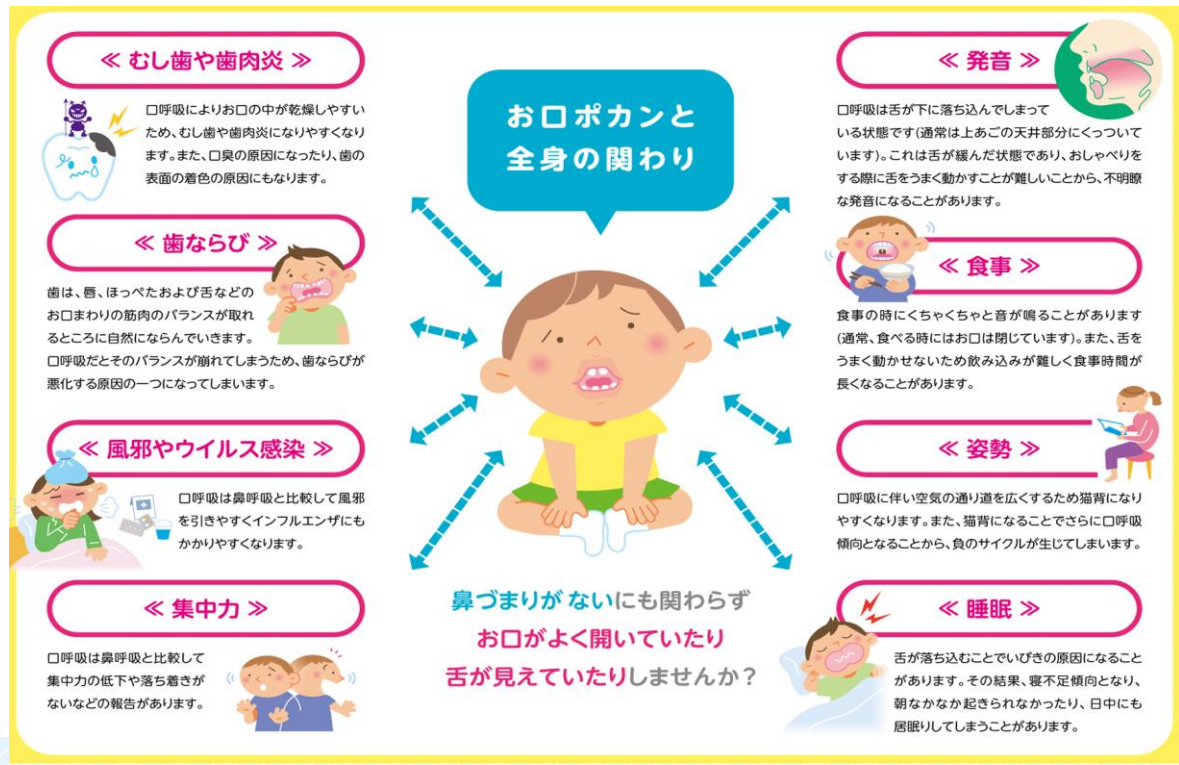 ≪ むし歯や歯肉炎 ≫
口呼吸によりお口の中が乾燥しやすい
ため、むし歯や歯肉炎になりやすくなり
ます。また、口臭の原因になったり、歯の
表面の着色の原因にもなります。
≪ 歯ならび ≫
歯は、唇、ほっぺたおよび舌などの
お口まわりの筋肉のバランスが取れ
るところに自然にならんでいきます。
口呼吸だとそのバランスが崩れてしまうため、歯ならびが
悪化する原因の一つになってしまいます。
≪ 風邪やウイルス感染 ≫
口呼吸は鼻呼吸と比較して風邪
を引きやすくインフルエンザにも
かかりやすくなります。
≪ 集中力 ≫
口呼吸は鼻呼吸と比較して
集中力の低下や落ち着きが
ないなどの報告があります。
お口ポカンと
全身の関わり
鼻づまりがないにも関わらず
お口がよく開いていたり
舌が見えていたりしませんか？
≪ 発音 ≫
口呼吸は舌が下に落ち込んでしまって
いる状態です(通常は上あごの天井部分にくっついて
います)。これは舌が緩んだ状態であり、おしゃべりを
する際に舌をうまく動かすことが難しいことから、不明瞭
な発音になることがあります。
≪ 食事 ≫
食事の時にくちゃくちゃと音が鳴ることがあります
(通常、食べる時にはお口は閉じています)。また、舌を
うまく動かせないため飲み込みが難しく食事時間が
長くなることがあります。
≪ 姿勢 ≫
口呼吸に伴い空気の通り道を広くするため猫背になり
やすくなります。また、猫背になることでさらに口呼吸
傾向となることから、負のサイクルが生じてしまいます。
≪ 睡眠 ≫
舌が落ち込むことでいびきの原因になること
があります。その結果、寝不足傾向となり、
朝なかなか起きられなかったり、日中にも
居眠りしてしまうことがあります。